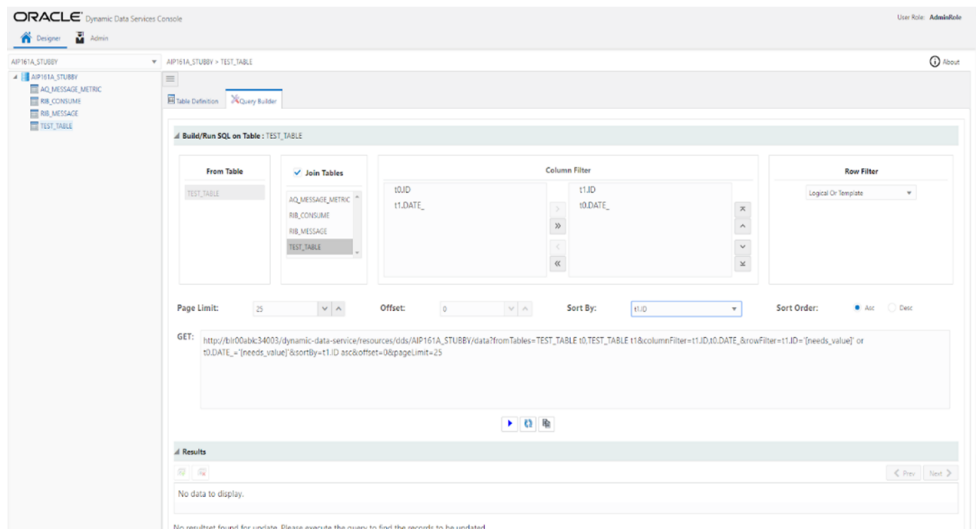 ORACLE Dynamic Data Services Console
User Role: AdminRole
Designer Admin
AIP161A_STUBBY
AIP161A_STUBBY > TEST_TABLE
About
AIP161A_STUBBY
AQ_MESSAGE_METRIC
RIB_CONSUME
RIB_MESSAGE
TEST_TABLE
Table Definition Query Builder
Build/Run SQL on Table : TEST_TABLE
From Table
TEST_TABLE
Join Tables
AQ_MESSAGE_METRIC
RIB_CONSUME
RIB_MESSAGE
TEST_TABLE
Column Filter
t0.ID
t1.DATE_
t1.ID
t0.DATE_
Row Filter
Logical Or Template
Page Limit: 25 Offset: 0 Sort By: t1.ID Sort Order: Asc Desc
GET: http://blr00ablc:34003/dynamic-data-service/resources/dds/AIP161A_STUBBY/data?fromTables=TEST_TABLE t0,TEST_TABLE t1&columnFilter=t1.ID,t0.DATE_&rowFilter=t1.ID='[needs_value]' or
t0.DATE_='[needs_value]'&sortBy=t1.ID asc&offset=0&pageLimit=25
Results
Prev Next
No data to display.
No resultset found for update. Please execute the query to find the records to be updated